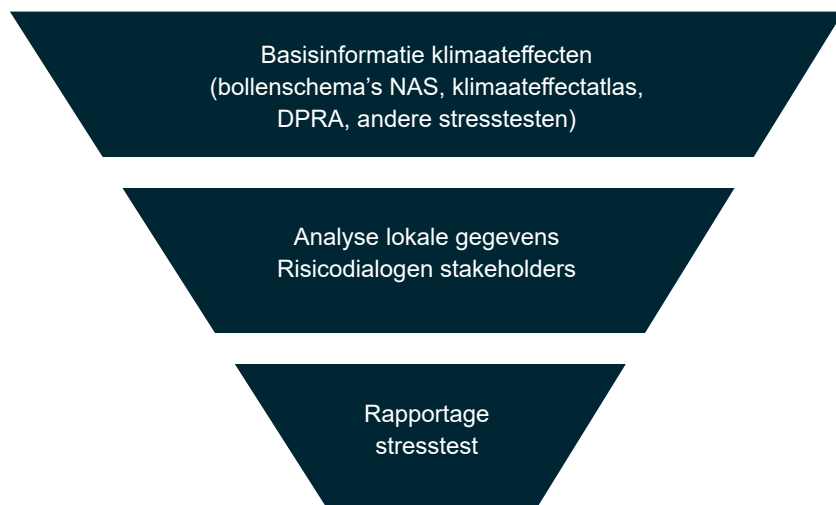 Basisinformatie klimaateffecten
(bollenschema’s NAS, klimaateffectatlas,
DPRA, andere stresstesten)
Analyse lokale gegevens
Risicodialogen stakeholders
Rapportage
stresstest